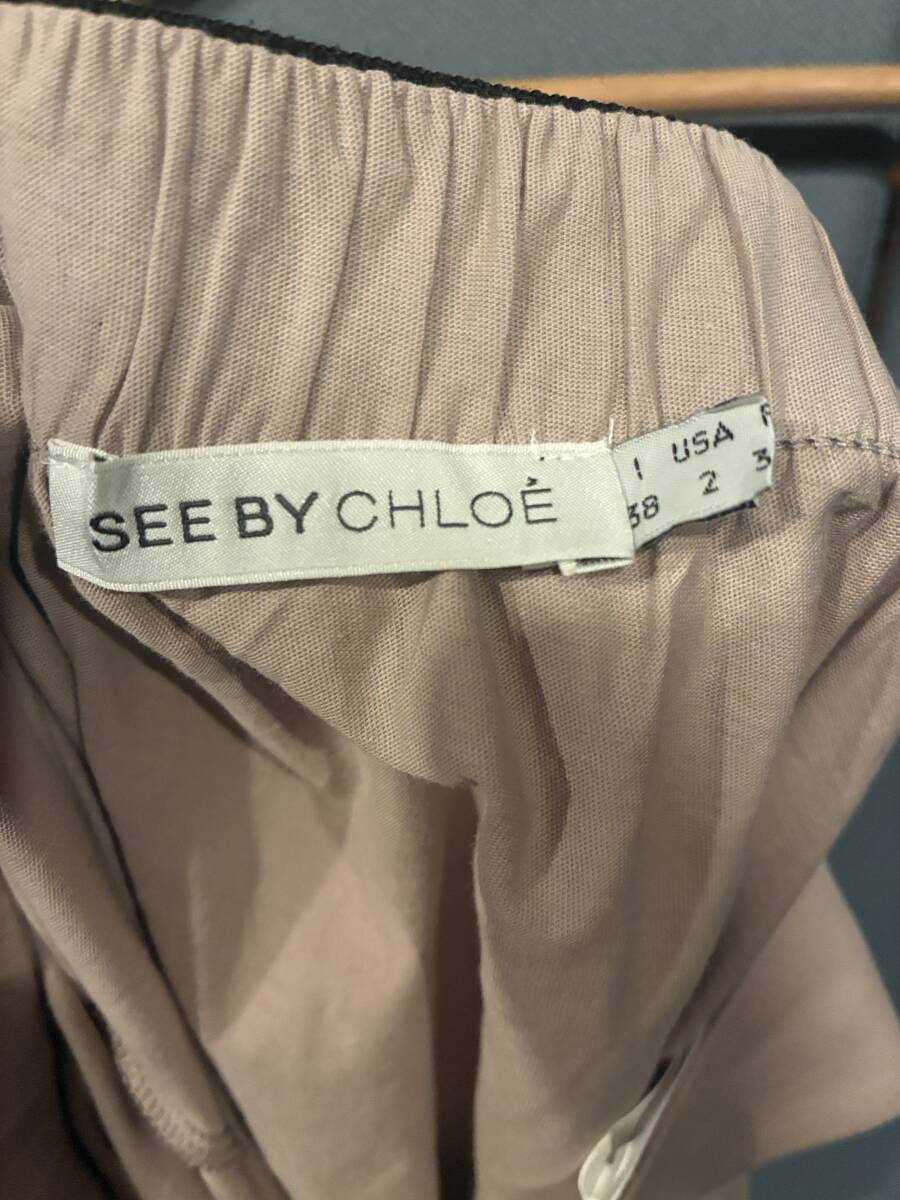 SEE BY CHLOÉ
I USA F
38 2 3